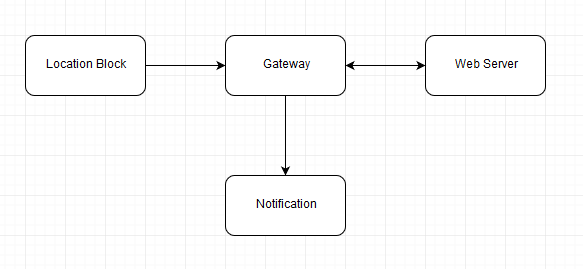 Location Block
Gateway
Web Server
Notification